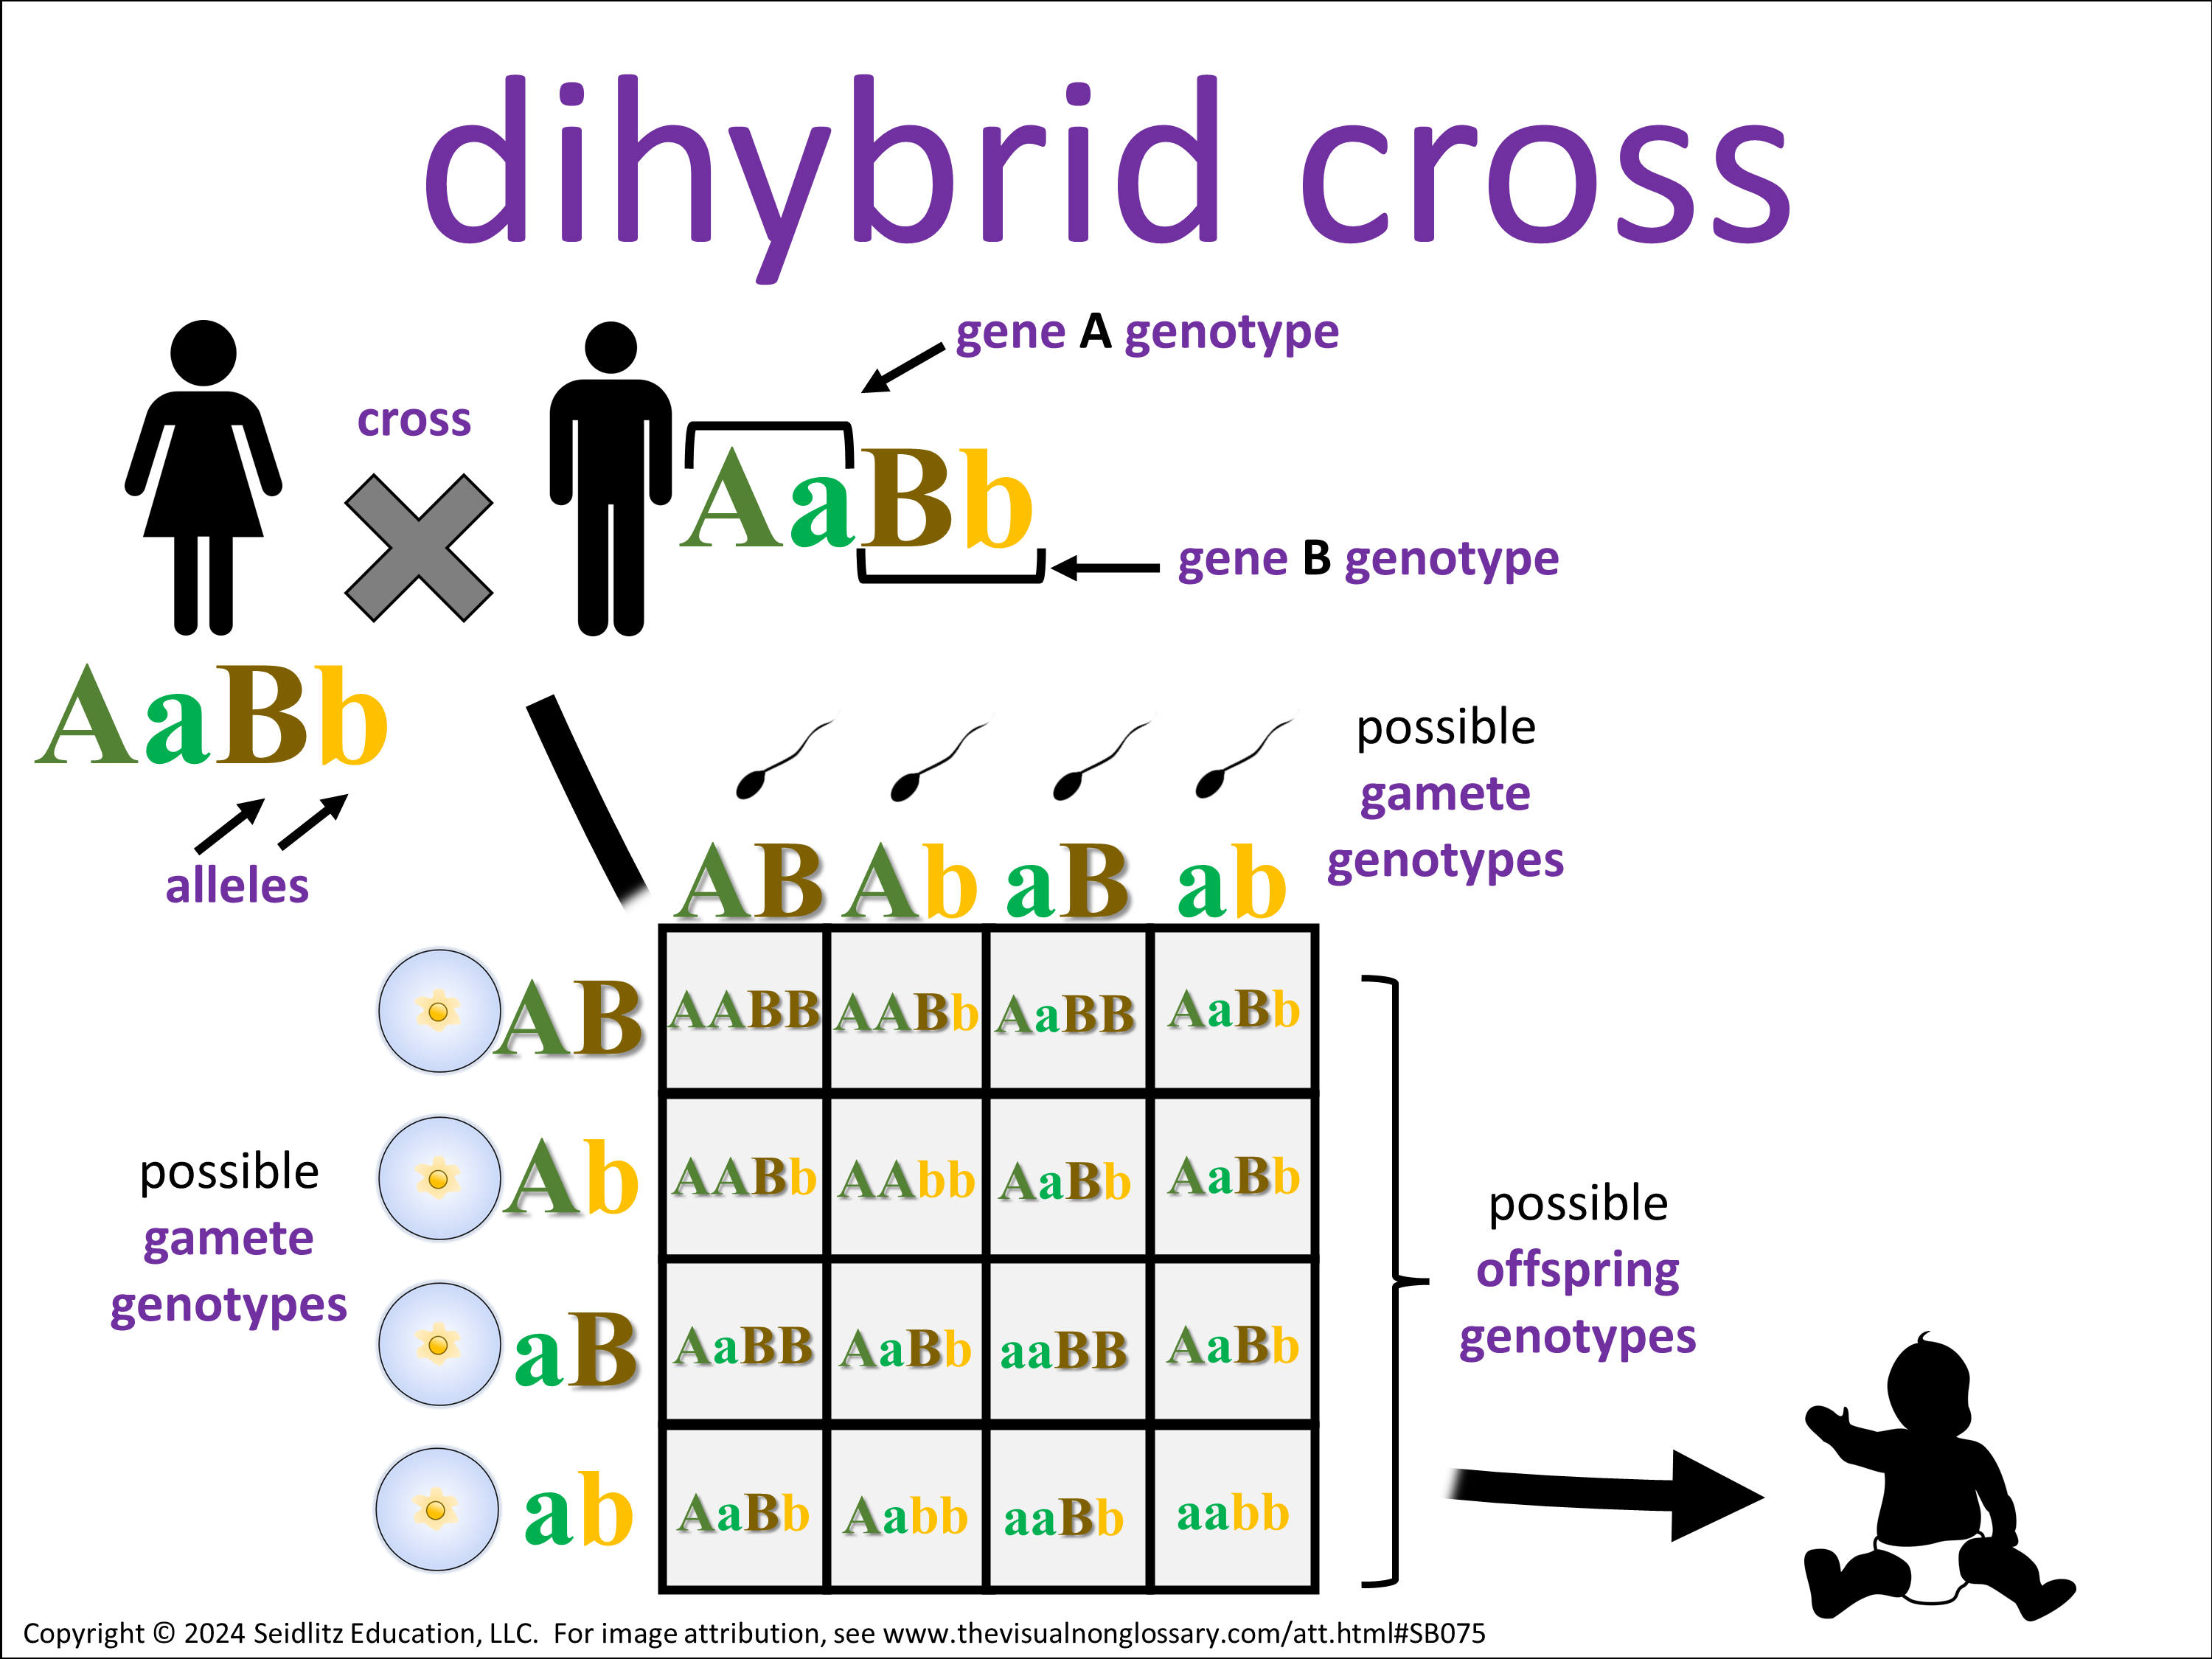 dihybrid cross
gene A genotype
cross
AaBb
gene B genotype
AaBb
alleles
possible
gamete
genotypes
AB Ab aB ab
AB AABB AABb AaBB AaBb
Ab AABb AAbb AaBb AaBb
aB AaBB AaBb aaBB AaBb
ab AaBb Aabb aaBb aabb
possible
gamete
genotypes
possible
offspring
genotypes
Copyright © 2024 Seidlitz Education, LLC.  For image attribution, see www.thevisualnonglossary.com/att.html#SB075